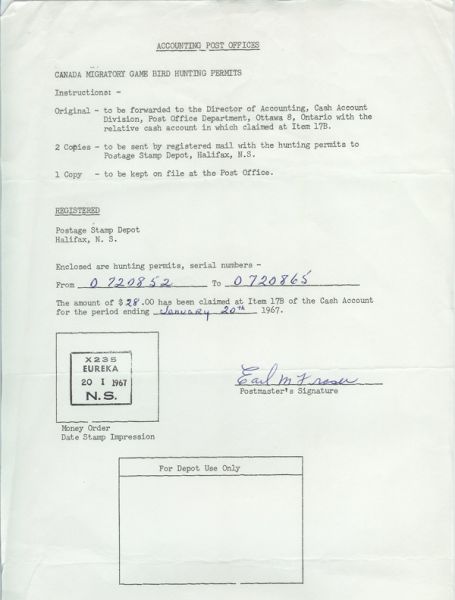 ACCOUNTING POST OFFICES
CANADA MIGRATORY GAME BIRD HUNTING PERMITS
Instructions: -
Original - to be forwarded to the Director of Accounting, Cash Account
Division, Post Office Department, Ottawa 8, Ontario with the
relative cash account in which claimed at Item 17B.
2 Copies - to be sent by registered mail with the hunting permits to
Postage Stamp Depot, Halifax, N.S.
1 Copy - to be kept on file at the Post Office.
REGISTERED
Postage Stamp Depot
Halifax, N. S.
Enclosed are hunting permits, serial numbers -
From 0 720852 To 0 720865
The amount of $ 28.00 has been claimed at Item 17B of the Cash Account
for the period ending January 20th 1967.
X235
EUREKA
20 I 1967
N.S.
Earl M Fraser
Postmaster's Signature
Money Order
Date Stamp Impression
For Depot Use Only